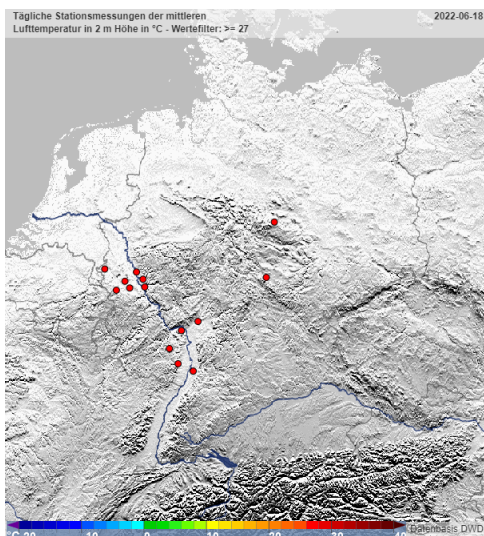 Tägliche Stationsmessungen der mittleren 2022-06-18
Lufttemperatur in 2 m Höhe in °C - Wertefilter: >= 27
Datenbasis DWD
°C -20 -10 0 10 20 30 40